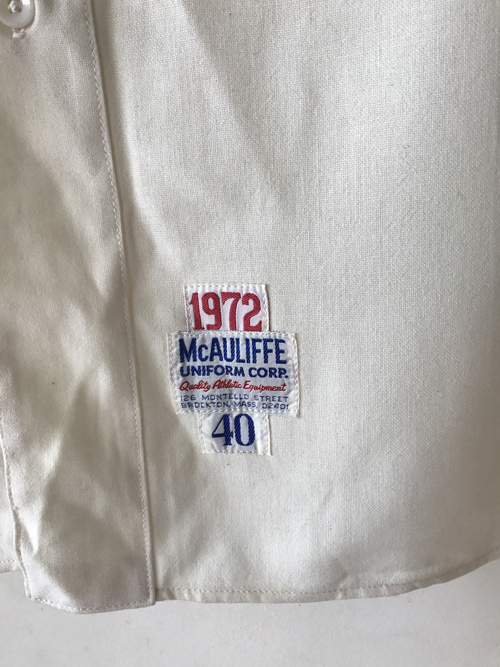 1972
McAULIFFE
UNIFORM CORP.
Quality Athletic Equipment
126 MONTELLO STREET
BROCKTON, MASS. 02401
40